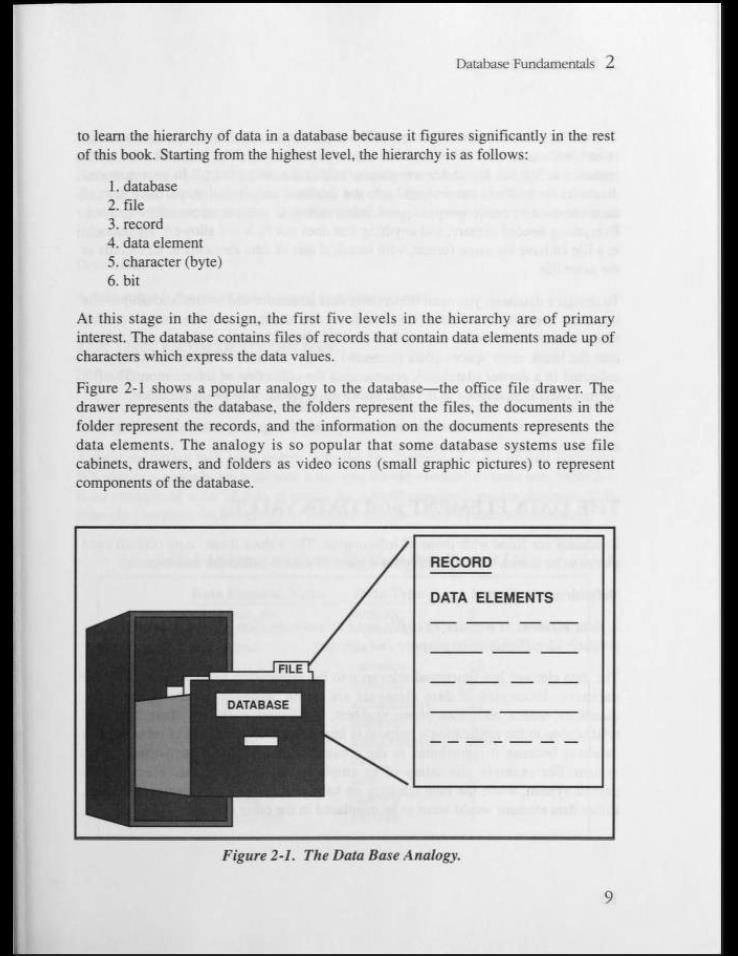 Database Fundamentals 2
to learn the hierarchy of data in a database because it figures significantly in the rest
of this book. Starting from the highest level, the hierarchy is as follows:
1. database
2. file
3. record
4. data element
5. character (byte)
6. bit
At this stage in the design, the first five levels in the hierarchy are of primary
interest. The database contains files of records that contain data elements made up of
characters which express the data values.
Figure 2-1 shows a popular analogy to the database—the office file drawer. The
drawer represents the database, the folders represent the files, the documents in the
folder represent the records, and the information on the documents represents the
data elements. The analogy is so popular that some database systems use file
cabinets, drawers, and folders as video icons (small graphic pictures) to represent
components of the database.
RECORD
DATA ELEMENTS
FILE
DATABASE
Figure 2-1. The Data Base Analogy.
9